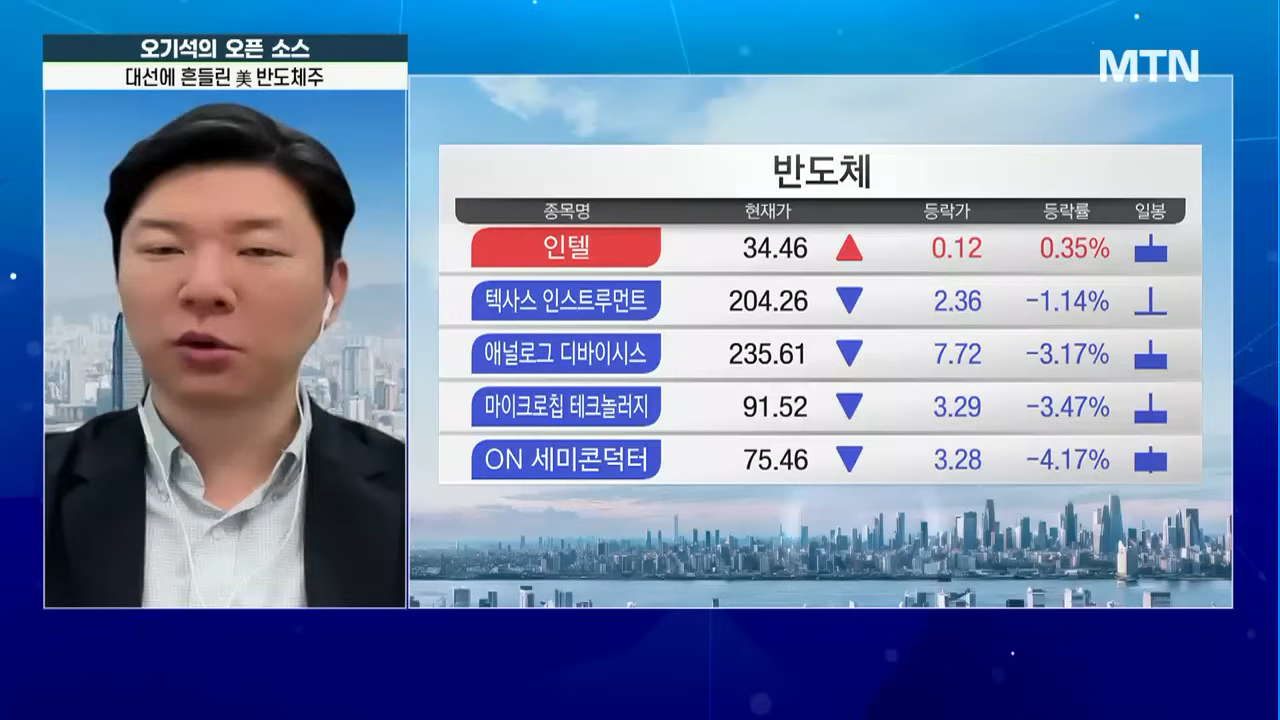 오기석의 오픈 소스
대선에 흔들린 美 반도체주
MTN
반도체
종목명 현재가 등락가 등락률 일봉
인텔 34.46 ▲ 0.12 0.35%
텍사스 인스트루먼트 204.26 ▼ 2.36 -1.14%
애널로그 디바이시스 235.61 ▼ 7.72 -3.17%
마이크로칩 테크놀러지 91.52 ▼ 3.29 -3.47%
ON 세미콘덕터 75.46 ▼ 3.28 -4.17%